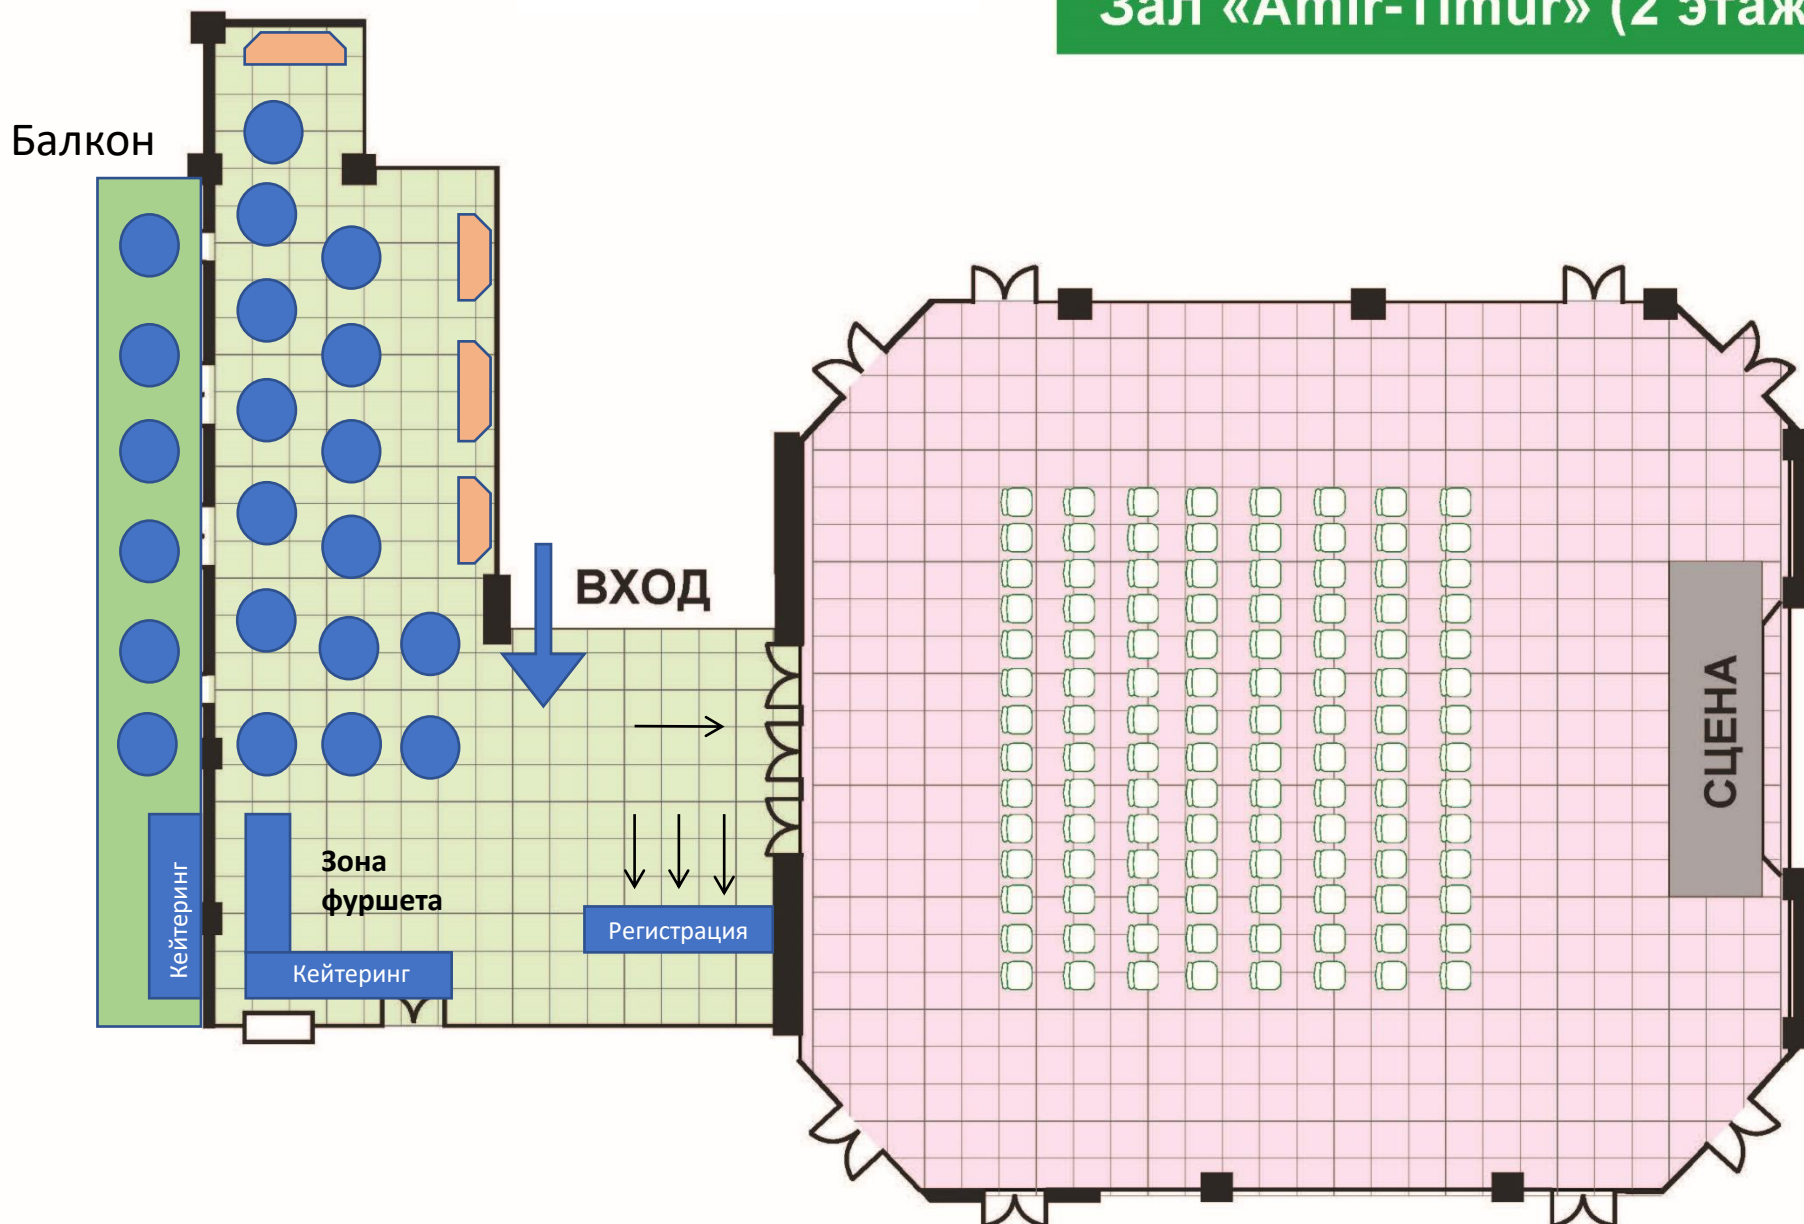 Зал «Amir-Timur» (2 этаж
Балкон
ВХОД
СЦЕНА
Зона
фуршета
Кейтеринг
Регистрация
Кейтеринг